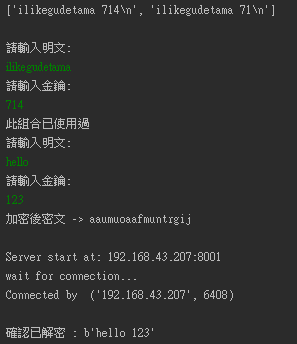 ['ilikegudetama 714\n', 'ilikegudetama 71\n']
請輸入明文:
ilikegudetama
請輸入金鑰:
714
此組合已使用過
請輸入明文:
hello
請輸入金鑰:
123
加密後密文 -> aaumuoaafmuntrgij
Server start at: 192.168.43.207:8001
wait for connection...
Connected by  ('192.168.43.207', 6408)
確認已解密 : b'hello 123'